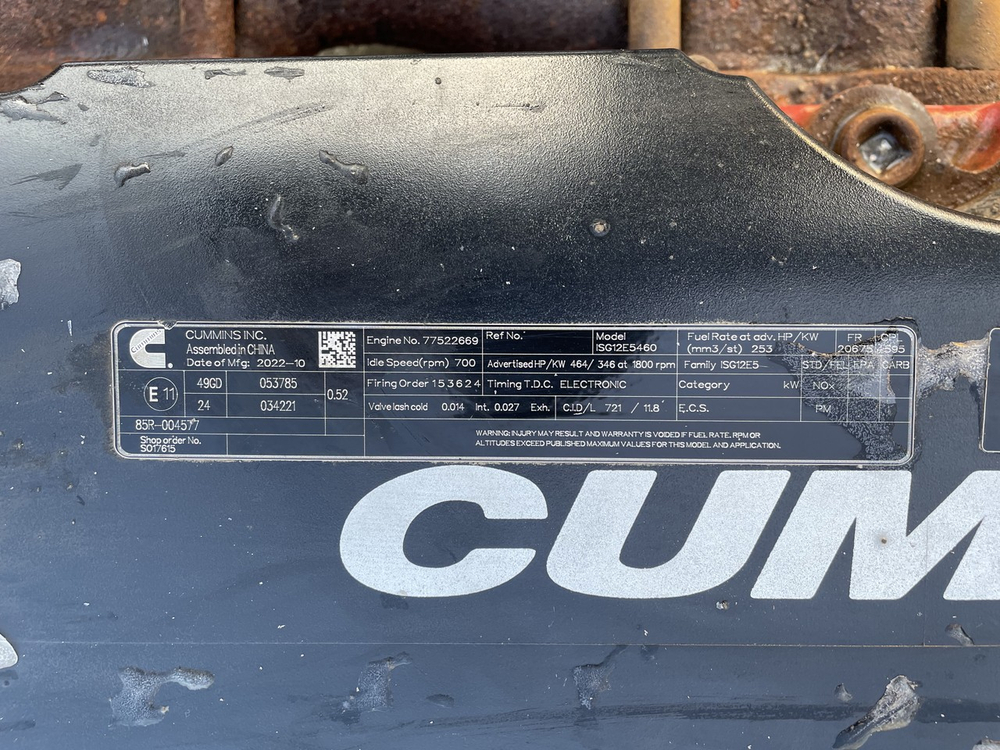 CUMMINS INC.
Assembled in CHINA
Date of Mfg: 2022-10
Engine No. 77522669
Ref No.
Model
ISG12E5460
Fuel Rate at adv. HP/KW
(mm3/st) 253
FR
20678
CPL
4595
Idle Speed(rpm) 700
Advertised HP/KW 464/ 346 at 1800 rpm
Family ISG12E5
STD/FEL EPA CARB
E 11
49GD 053785
0.52
Firing Order 1 5 3 6 2 4
Timing T.D.C. ELECTRONIC
Category kW
NOx
24 034221
Valve lash cold 0.014 Int. 0.027 Exh.
C.I.D/L 721 / 11.8
E.C.S.
PM
85R-004577
Shop order No.
S017615
WARNING: INJURY MAY RESULT AND WARRANTY IS VOIDED IF FUEL RATE. RPM OR
ALTITUDES EXCEED PUBLISHED MAXIMUM VALUES FOR THIS MODEL AND APPLICATION.
CUM